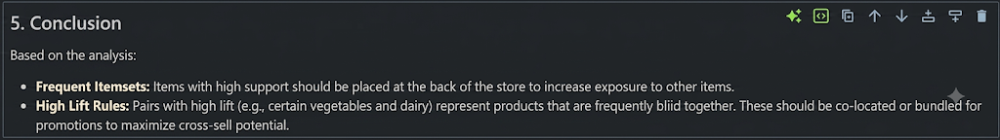 5. Conclusion
Based on the analysis:
• Frequent Itemsets: Items with high support should be placed at the back of the store to increase exposure to other items.
• High Lift Rules: Pairs with high lift (e.g., certain vegetables and dairy) represent products that are frequently bliid together. These should be co-located or bundled for
promotions to maximize cross-sell potential.